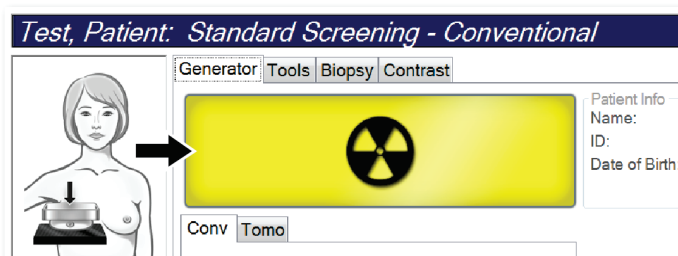 Test, Patient: Standard Screening - Conventional
Generator Tools Biopsy Contrast
Patient Info
Name:
ID:
Date of Birth
Conv Tomo